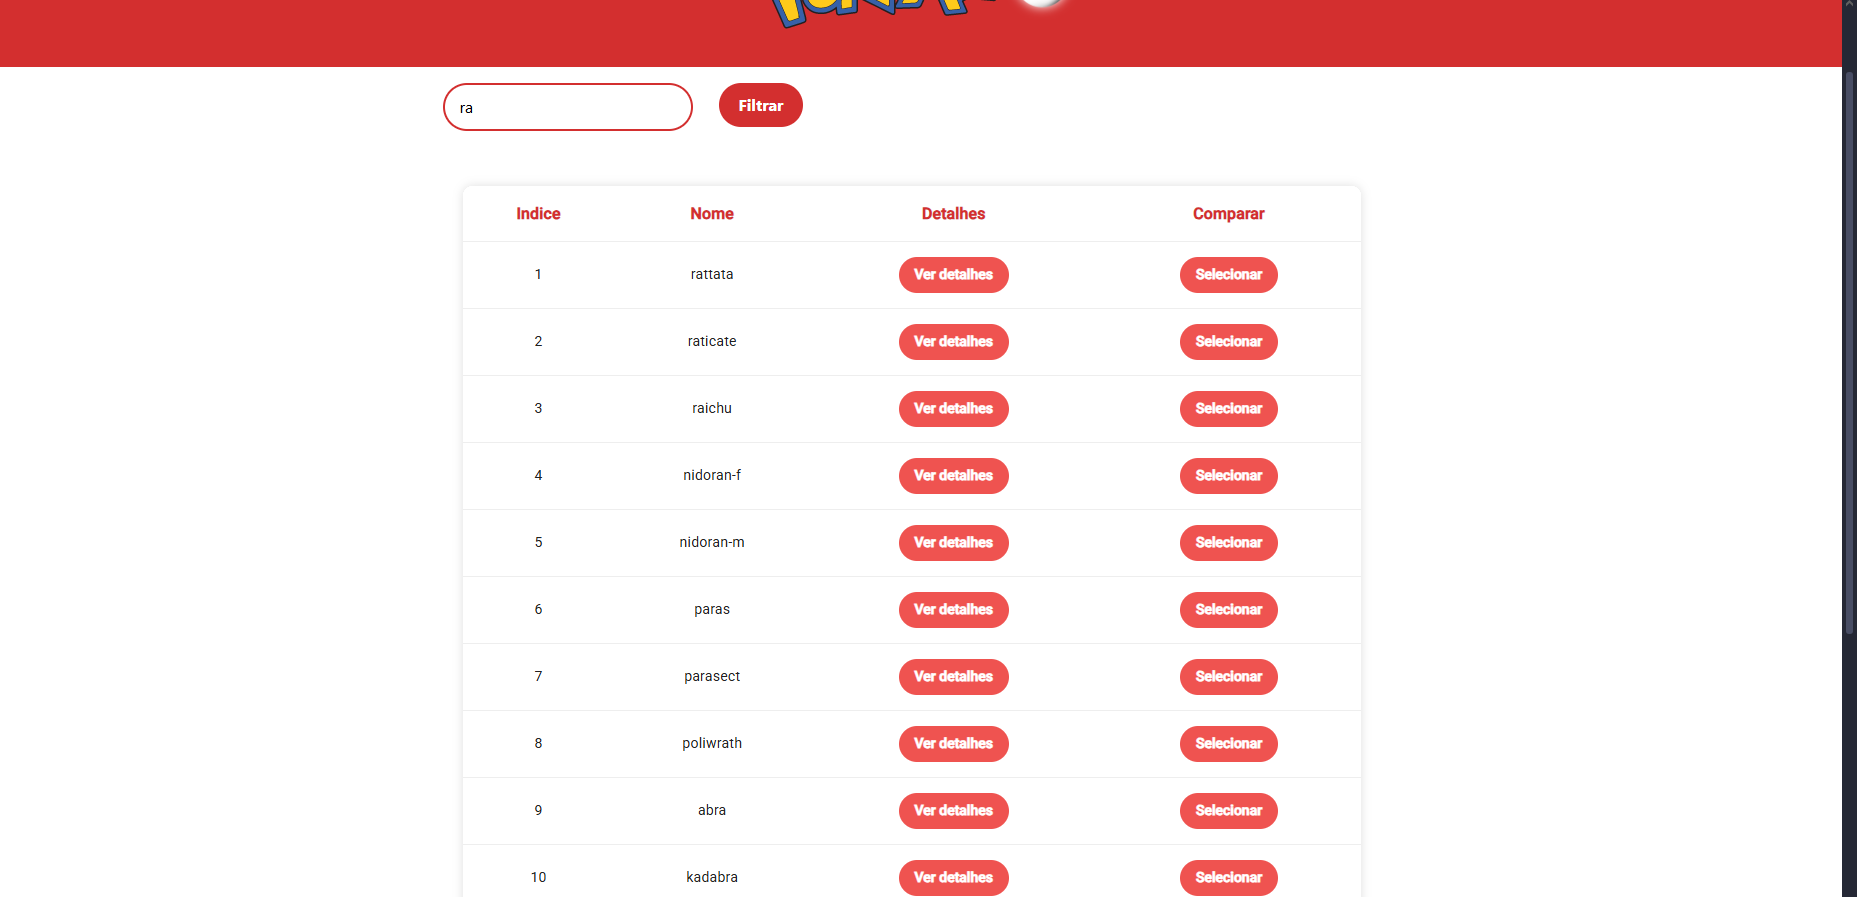 ra
Filtrar
Indice Nome Detalhes Comparar
1 rattata Ver detalhes Selecionar
2 raticate Ver detalhes Selecionar
3 raichu Ver detalhes Selecionar
4 nidoran-f Ver detalhes Selecionar
5 nidoran-m Ver detalhes Selecionar
6 paras Ver detalhes Selecionar
7 parasect Ver detalhes Selecionar
8 poliwrath Ver detalhes Selecionar
9 abra Ver detalhes Selecionar
10 kadabra Ver detalhes Selecionar